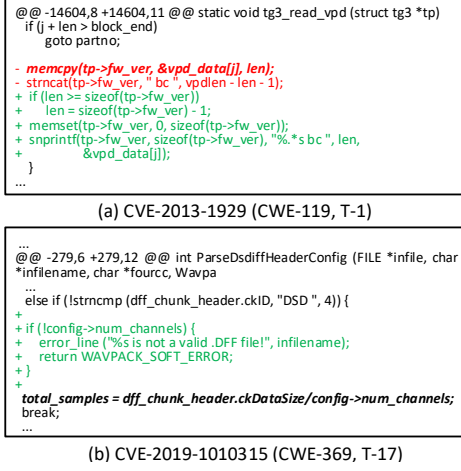 @@ -14604,8 +14604,11 @@ static void tg3_read_vpd (struct tg3 *tp)
if (j + len > block_end)
goto partno;
- memcpy(tp->fw_ver, &vpd_data[j], len);
- strncat(tp->fw_ver, " bc ", vpdlen - len - 1);
+ if (len >= sizeof(tp->fw_ver))
+ len = sizeof(tp->fw_ver) - 1;
+ memset(tp->fw_ver, 0, sizeof(tp->fw_ver));
+ snprintf(tp->fw_ver, sizeof(tp->fw_ver), "%.*s bc ", len,
+ &vpd_data[j]);
}
...
(a) CVE-2013-1929 (CWE-119, T-1)
...
@@ -279,6 +279,12 @@ int ParseDsdiffHeaderConfig (FILE *infile, char
*infilename, char *fourcc, Wavpa
...
else if (!strncmp (dff_chunk_header.ckID, "DSD ", 4)) {
+
+ if (!config->num_channels) {
+ error_line ("%s is not a valid .DFF file!", infilename);
+ return WAVPACK_SOFT_ERROR;
+ }
+
total_samples = dff_chunk_header.ckDataSize/config->num_channels;
break;
...
(b) CVE-2019-1010315 (CWE-369, T-17)